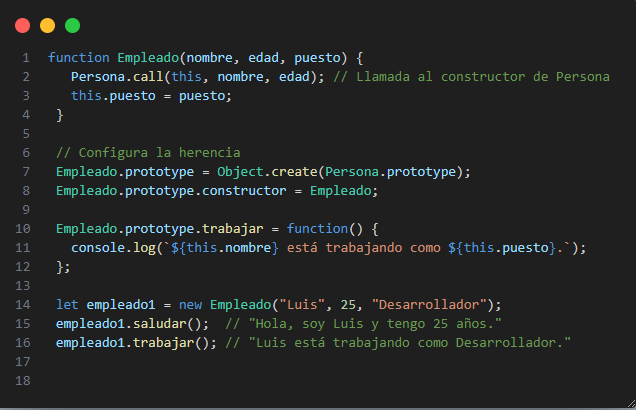 1 function Empleado(nombre, edad, puesto) {
2 Persona.call(this, nombre, edad); // Llamada al constructor de Persona
3 this.puesto = puesto;
4 }
5
6 // Configura la herencia
7 Empleado.prototype = Object.create(Persona.prototype);
8 Empleado.prototype.constructor = Empleado;
9
10 Empleado.prototype.trabajar = function() {
11 console.log(`${this.nombre} está trabajando como ${this.puesto}.`);
12 };
13
14 let empleado1 = new Empleado("Luis", 25, "Desarrollador");
15 empleado1.saludar();  // "Hola, soy Luis y tengo 25 años."
16 empleado1.trabajar(); // "Luis está trabajando como Desarrollador."
17
18